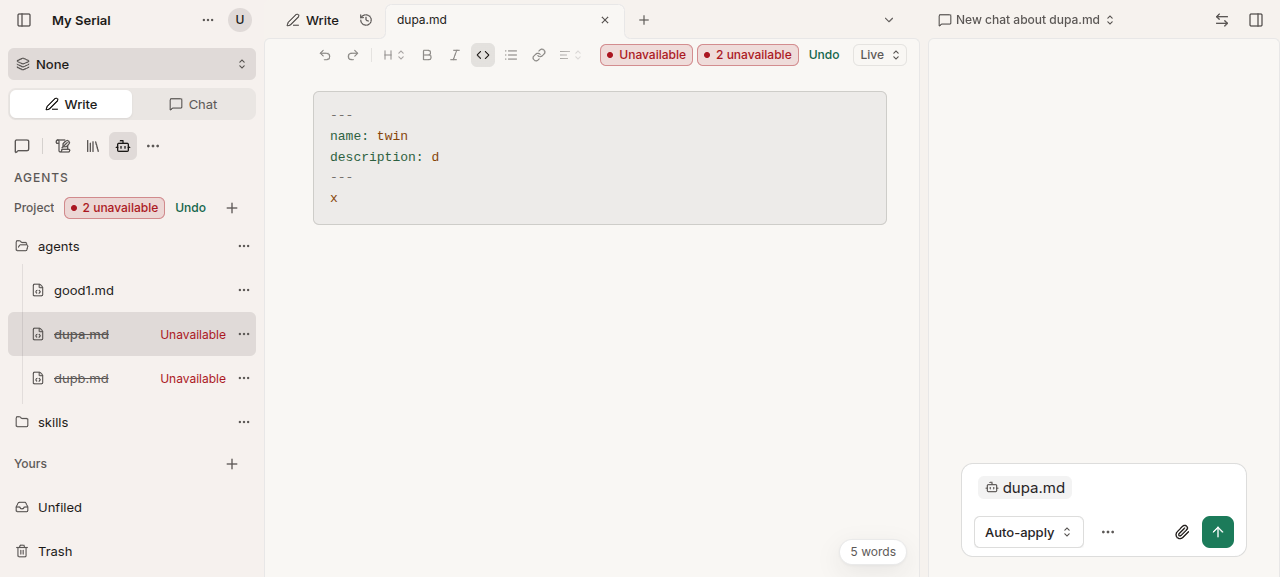 My Serial
U
None
Write
Chat
AGENTS
Project
2 unavailable
Undo
agents
good1.md
dupa.md
Unavailable
dupb.md
Unavailable
skills
Yours
Unfiled
Trash
Write
dupa.md
H
B
I
Unavailable
2 unavailable
Undo
Live
---
name: twin
description: d
---
x
5 words
New chat about dupa.md
dupa.md
Auto-apply